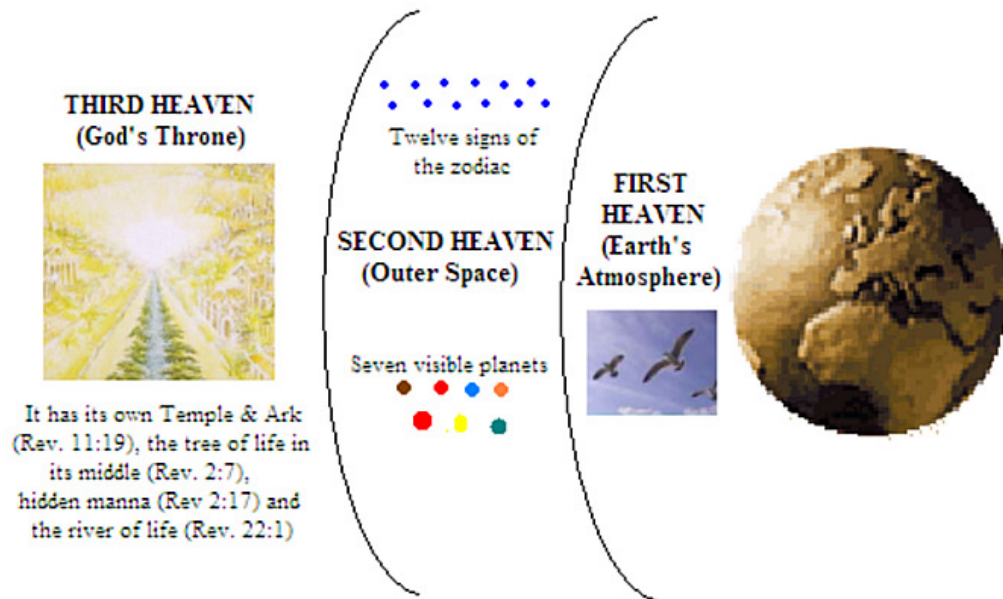 THIRD HEAVEN
(God's Throne)
It has its own Temple & Ark
(Rev. 11:19), the tree of life in
its middle (Rev. 2:7),
hidden manna (Rev 2:17) and
the river of life (Rev. 22:1)
Twelve signs of
the zodiac
SECOND HEAVEN
(Outer Space)
Seven visible planets
FIRST
HEAVEN
(Earth's
Atmosphere)